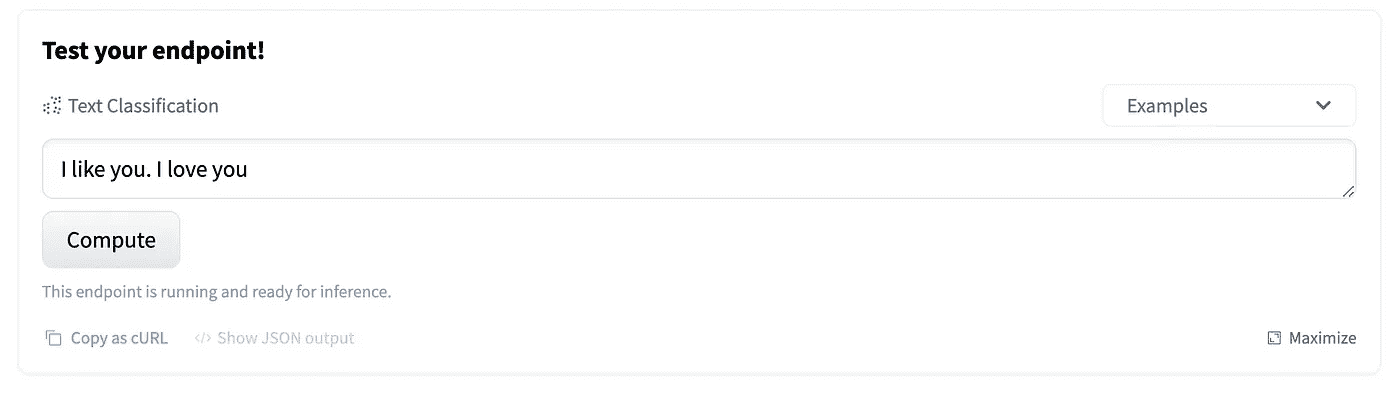 Test your endpoint!
Text Classification
Examples
I like you. I love you
Compute
This endpoint is running and ready for inference.
Copy as cURL
</> Show JSON output
Maximize